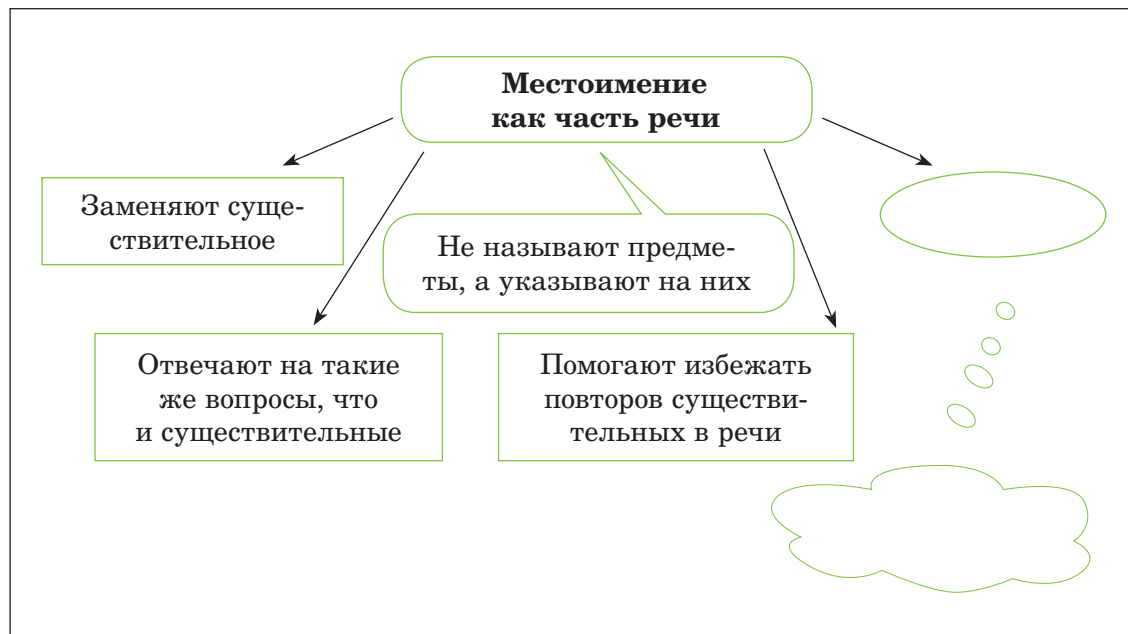 Местоимение
как часть речи
Заменяют суще-
ствительное
Не называют предме-
ты, а указывают на них
Отвечают на такие
же вопросы, что
и существительные
Помогают избежать
повторов существи-
тельных в речи